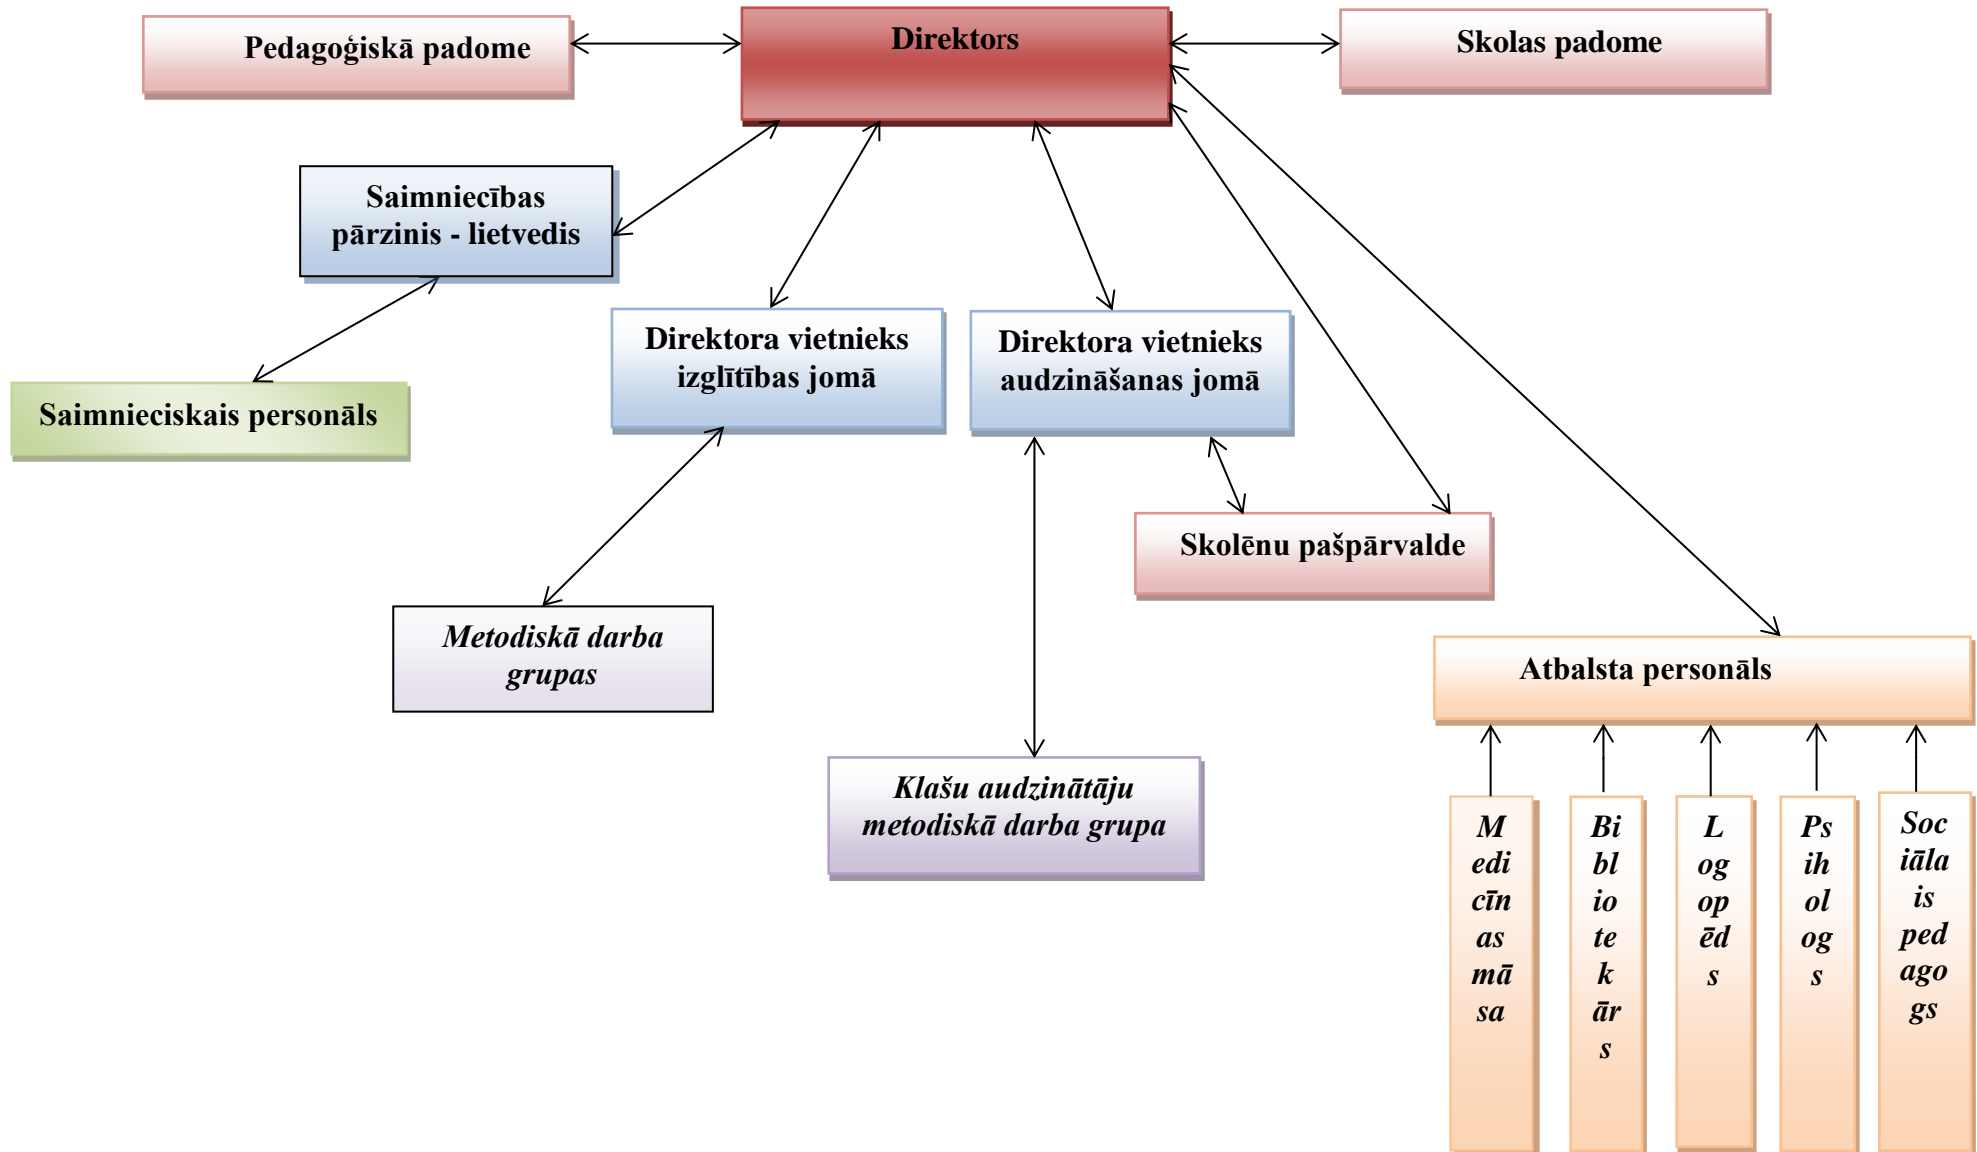 Pedagoģiskā padome
Direktors
Skolas padome
Saimniecības
pārzinis - lietvedis
Direktora vietnieks
izglītības jomā
Direktora vietnieks
audzināšanas jomā
Saimnieciskais personāls
Skolēnu pašpārvalde
Metodiskā darba
grupas
Atbalsta personāls
Klašu audzinātāju
metodiskā darba grupa
M
edi
cīn
as
mā
sa
Bi
bl
io
te
k
ār
s
L
og
op
ēd
s
Ps
ih
ol
og
s
Soc
iāla
is
ped
ago
gs